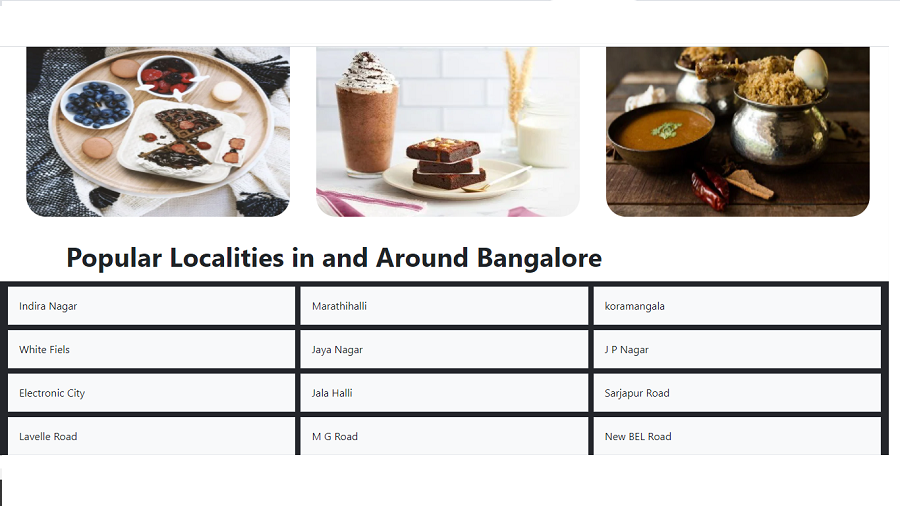 Popular Localities in and Around Bangalore
Indira Nagar
Marathihalli
koramangala
White Fiels
Jaya Nagar
J P Nagar
Electronic City
Jala Halli
Sarjapur Road
Lavelle Road
M G Road
New BEL Road